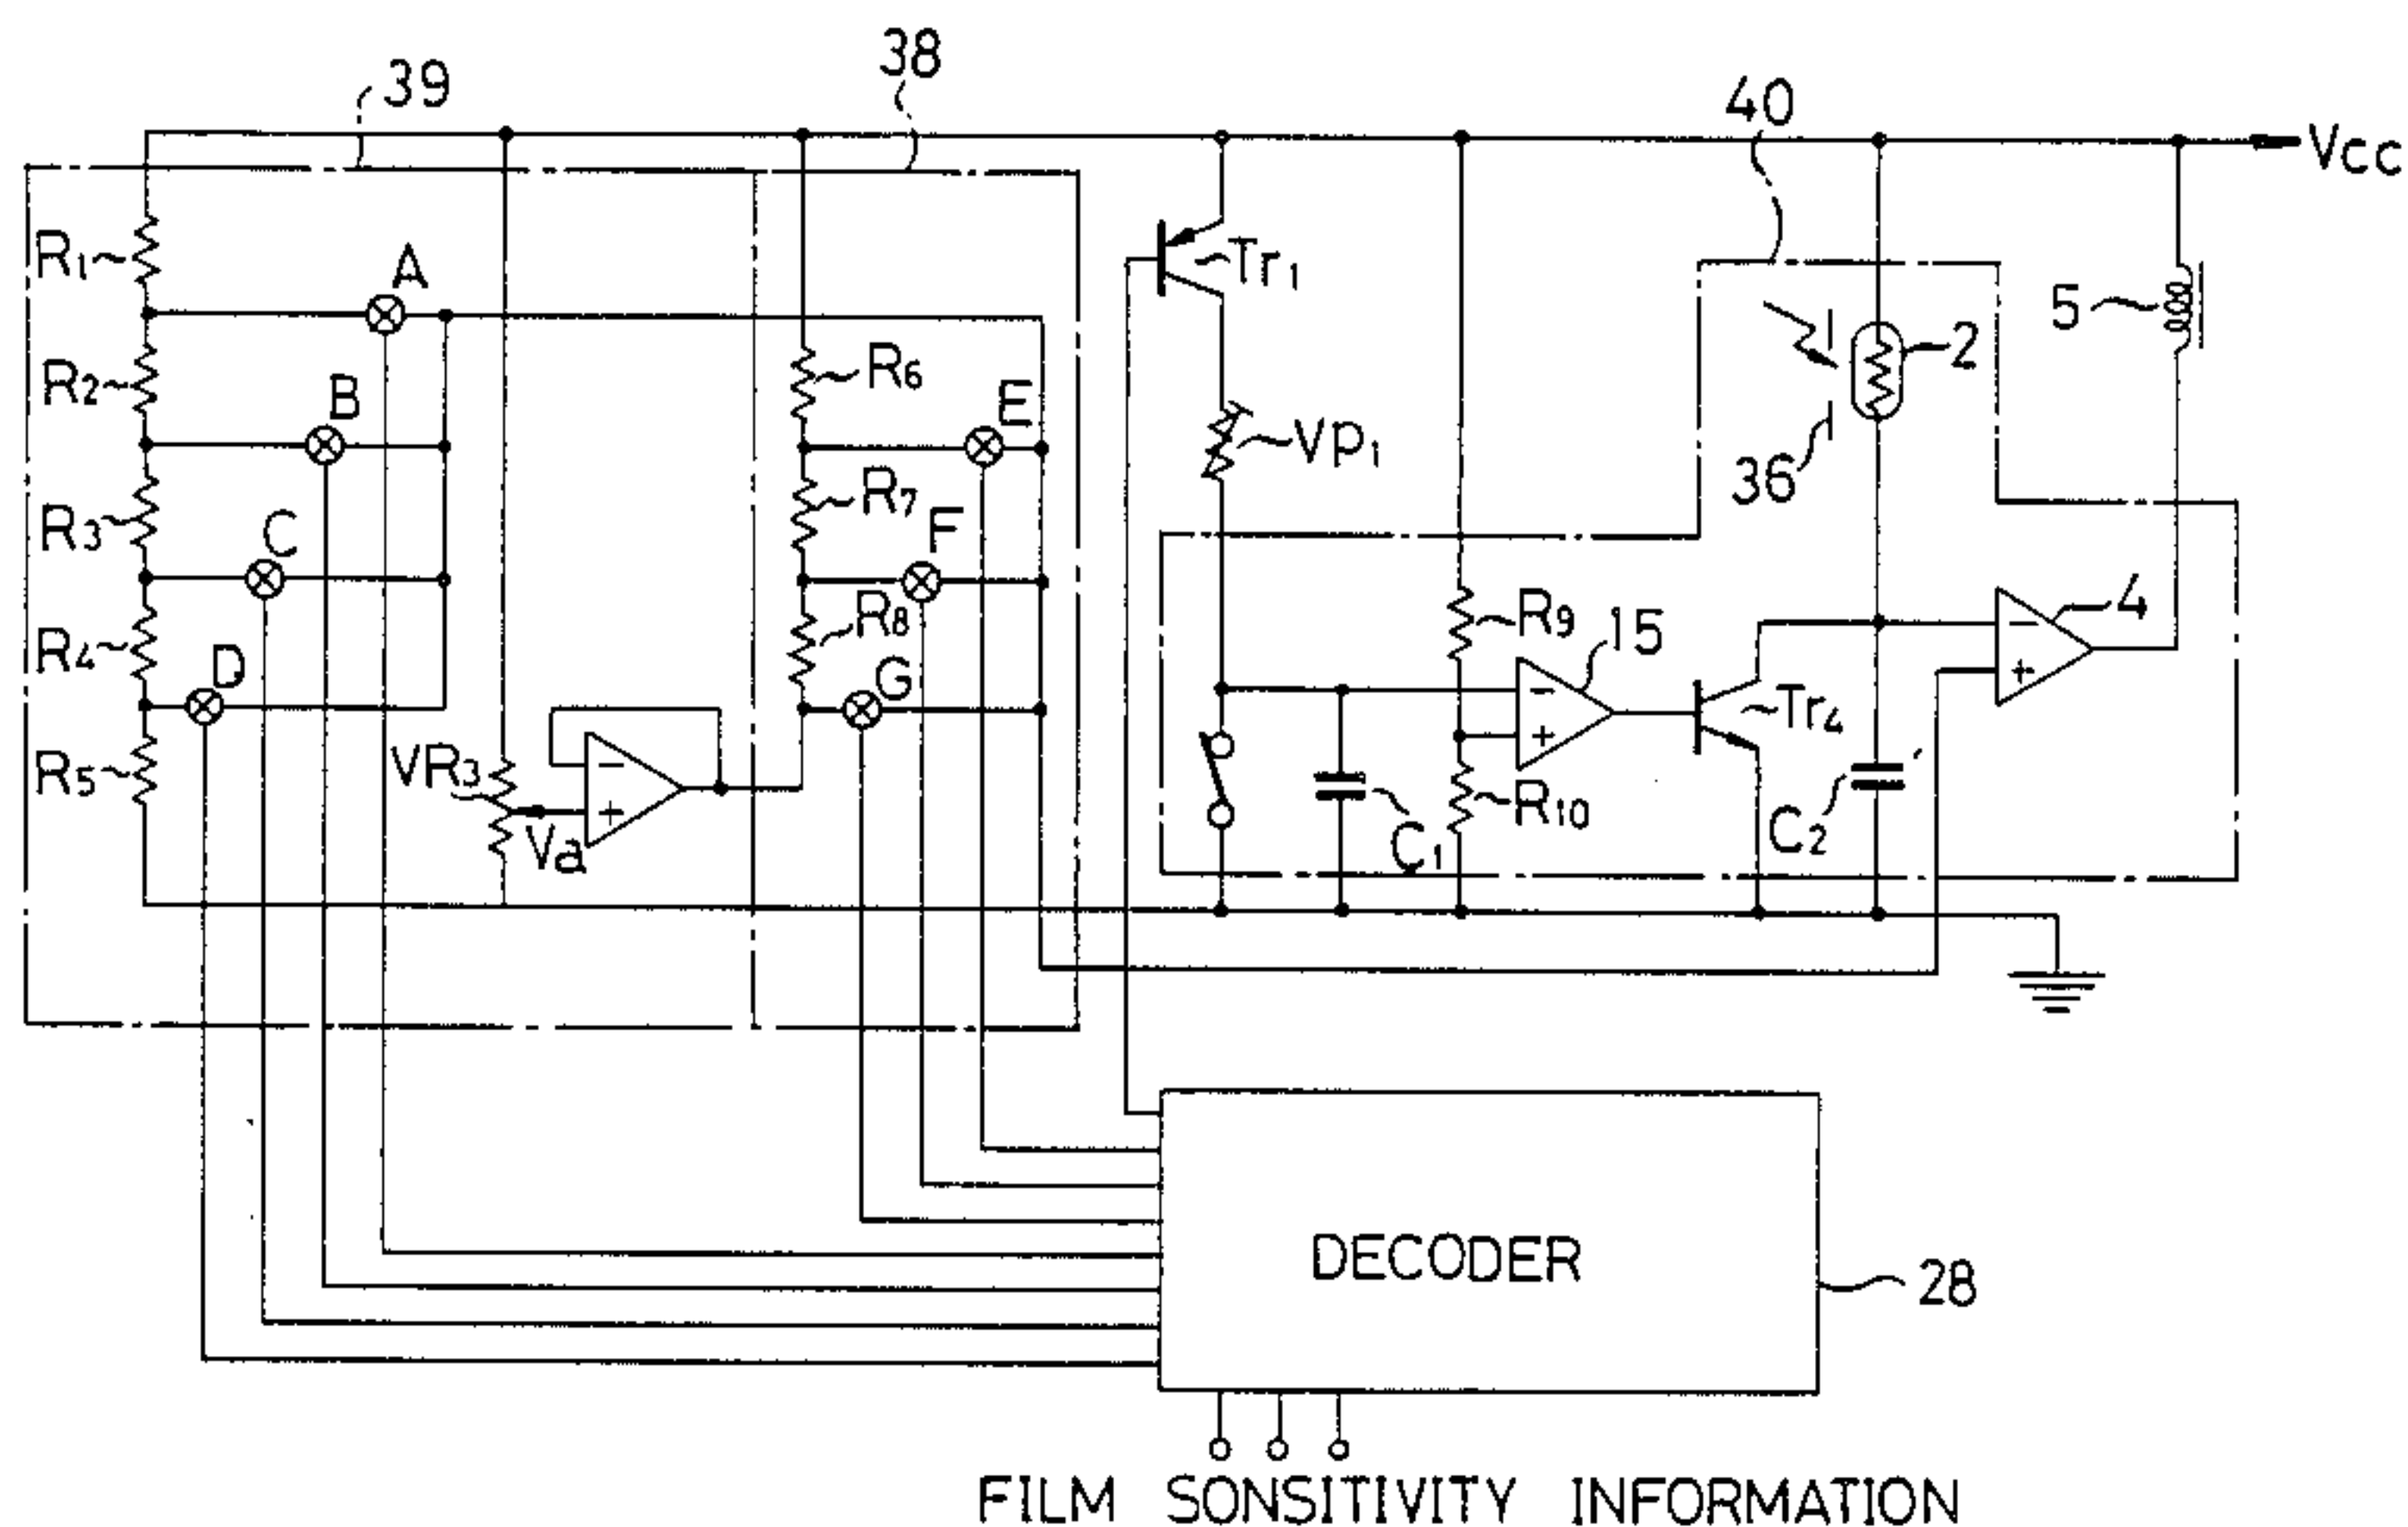 39
38
40
Vcc
R1
A
Tr1
R2
B
R6
E
5
2
Vp1
R3
C
R7
F
36
R4
D
R8
G
R9
15
4
−
+
Tr4
−
+
R5
VR3
−
+
Va
C1
R10
C2
DECODER
28
FILM SONSITIVITY INFORMATION